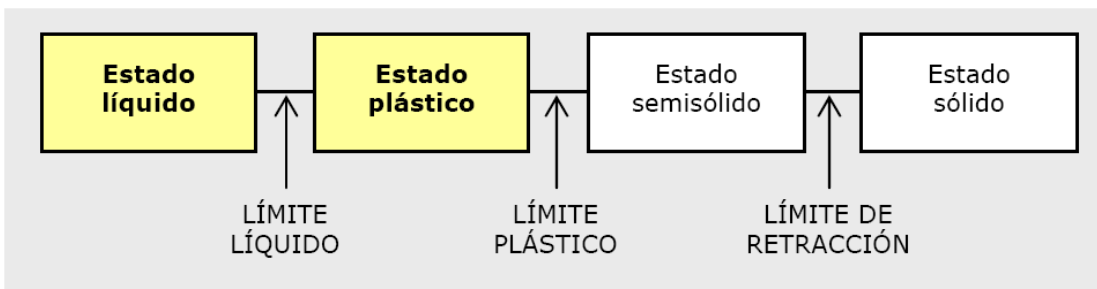 Estado
líquido
Estado
plástico
Estado
semisólido
Estado
sólido
LÍMITE
LÍQUIDO
LÍMITE
PLÁSTICO
LÍMITE DE
RETRACCIÓN